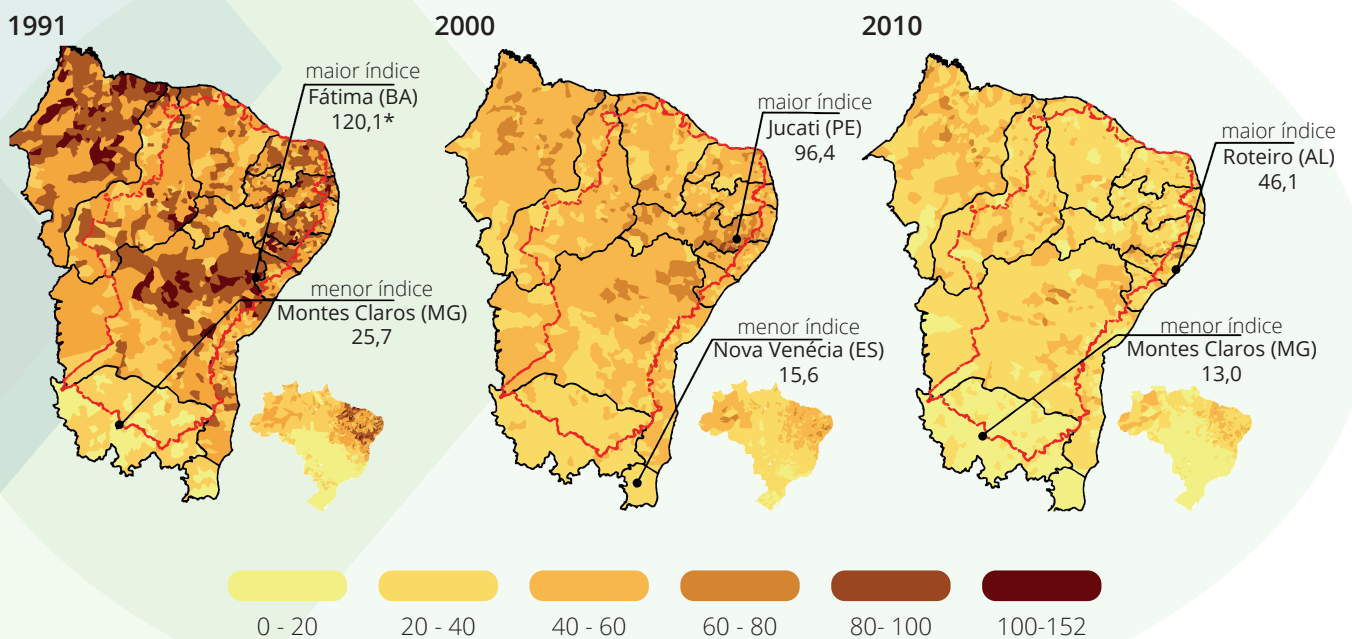 1991
maior índice
Fátima (BA)
120,1*
menor índice
Montes Claros (MG)
25,7
2000
maior índice
Jucati (PE)
96,4
menor índice
Nova Venécia (ES)
15,6
2010
maior índice
Roteiro (AL)
46,1
menor índice
Montes Claros (MG)
13,0
0 - 20
20 - 40
40 - 60
60 - 80
80- 100
100-152